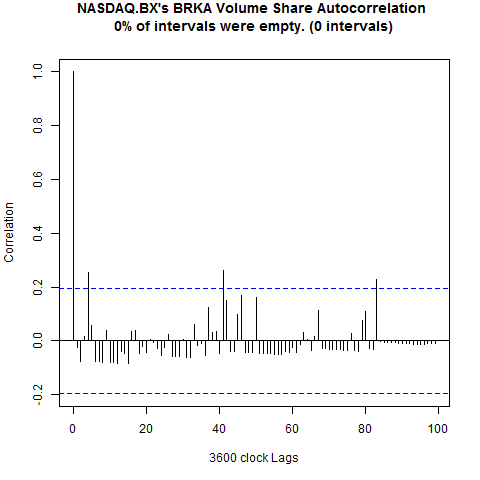 NASDAQ.BX's BRKA Volume Share Autocorrelation
0% of intervals were empty. (0 intervals)
1.0
0.8
0.6
0.4
0.2
0.0
-0.2
Correlation
0 20 40 60 80 100
3600 clock Lags